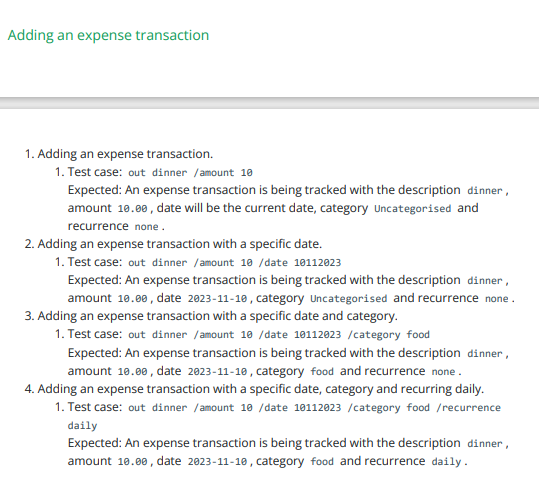 Adding an expense transaction
1. Adding an expense transaction.
1. Test case: out dinner /amount 10
Expected: An expense transaction is being tracked with the description dinner ,
amount 10.00 , date will be the current date, category Uncategorised and
recurrence none .
2. Adding an expense transaction with a specific date.
1. Test case: out dinner /amount 10 /date 10112023
Expected: An expense transaction is being tracked with the description dinner ,
amount 10.00 , date 2023-11-10 , category Uncategorised and recurrence none .
3. Adding an expense transaction with a specific date and category.
1. Test case: out dinner /amount 10 /date 10112023 /category food
Expected: An expense transaction is being tracked with the description dinner ,
amount 10.00 , date 2023-11-10 , category food and recurrence none .
4. Adding an expense transaction with a specific date, category and recurring daily.
1. Test case: out dinner /amount 10 /date 10112023 /category food /recurrence
daily
Expected: An expense transaction is being tracked with the description dinner ,
amount 10.00 , date 2023-11-10 , category food and recurrence daily .